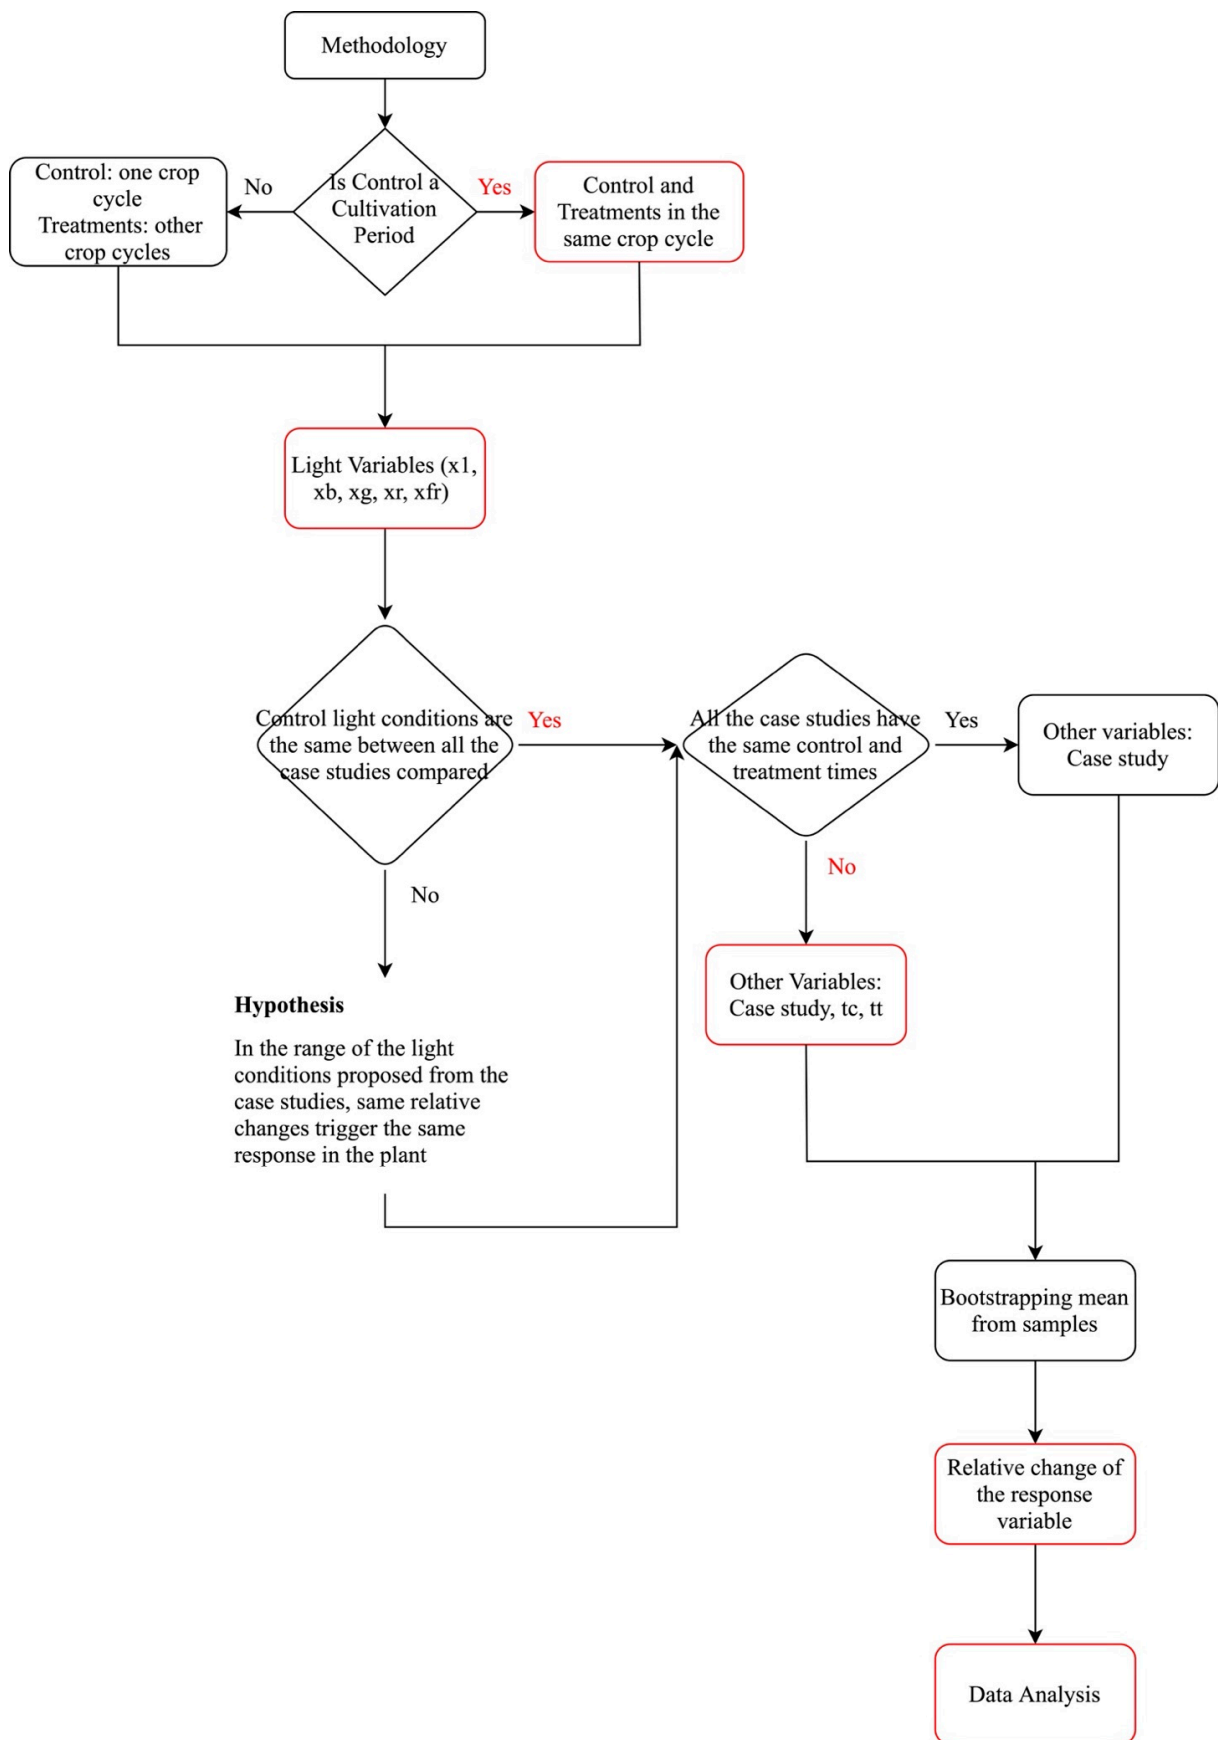 Methodology
Control: one crop
cycle
Treatments: other
crop cycles
No
Is Control a
Cultivation
Period
Yes
Control and
Treatments in the
same crop cycle
Light Variables (x1,
xb, xg, xr, xfr)
Control light conditions are
the same between all the
case studies compared
Yes
All the case studies have
the same control and
treatment times
Yes
Other variables:
Case study
No
No
Other Variables:
Case study, tc, tt
Hypothesis
In the range of the light
conditions proposed from the
case studies, same relative
changes trigger the same
response in the plant
Bootstrapping mean
from samples
Relative change of
the response
variable
Data Analysis